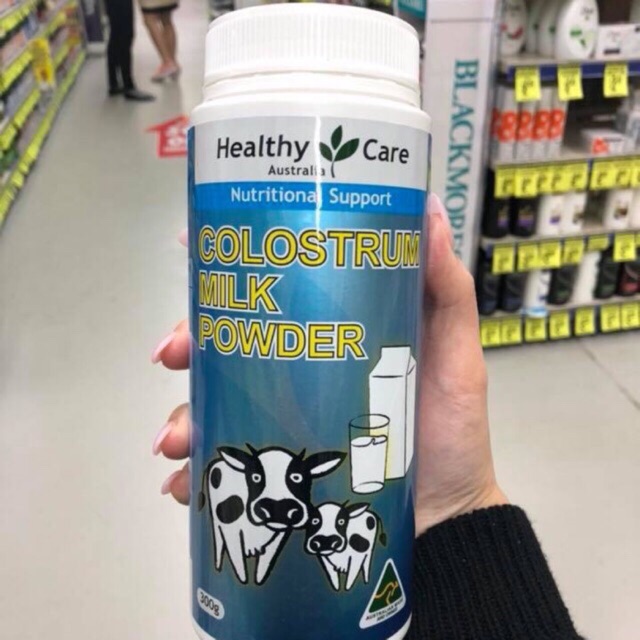 Healthy Care
Australia
Nutritional Support
COLOSTRUM
MILK
POWDER
300g
BLACKMORES